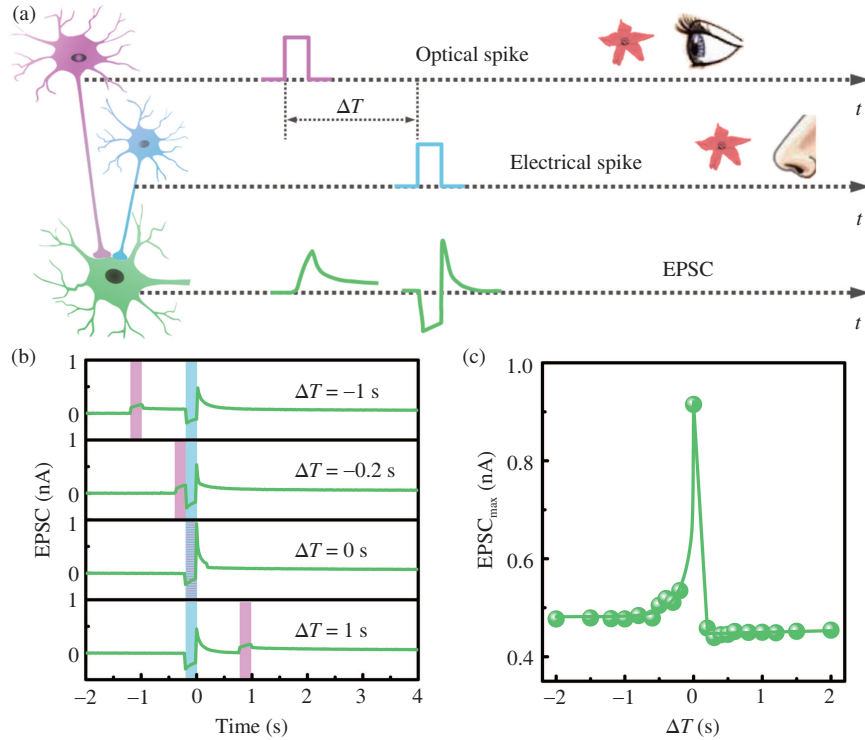 (a)
Optical spike
t
ΔT
Electrical spike
t
EPSC
t
(b)
EPSC (nA)
1
0
ΔT = −1 s
1
0
ΔT = −0.2 s
1
0
ΔT = 0 s
1
0
ΔT = 1 s
−2 −1 0 1 2 3 4
Time (s)
(c)
EPSCmax (nA)
1.0
0.8
0.6
0.4
−2 −1 0 1 2
ΔT (s)